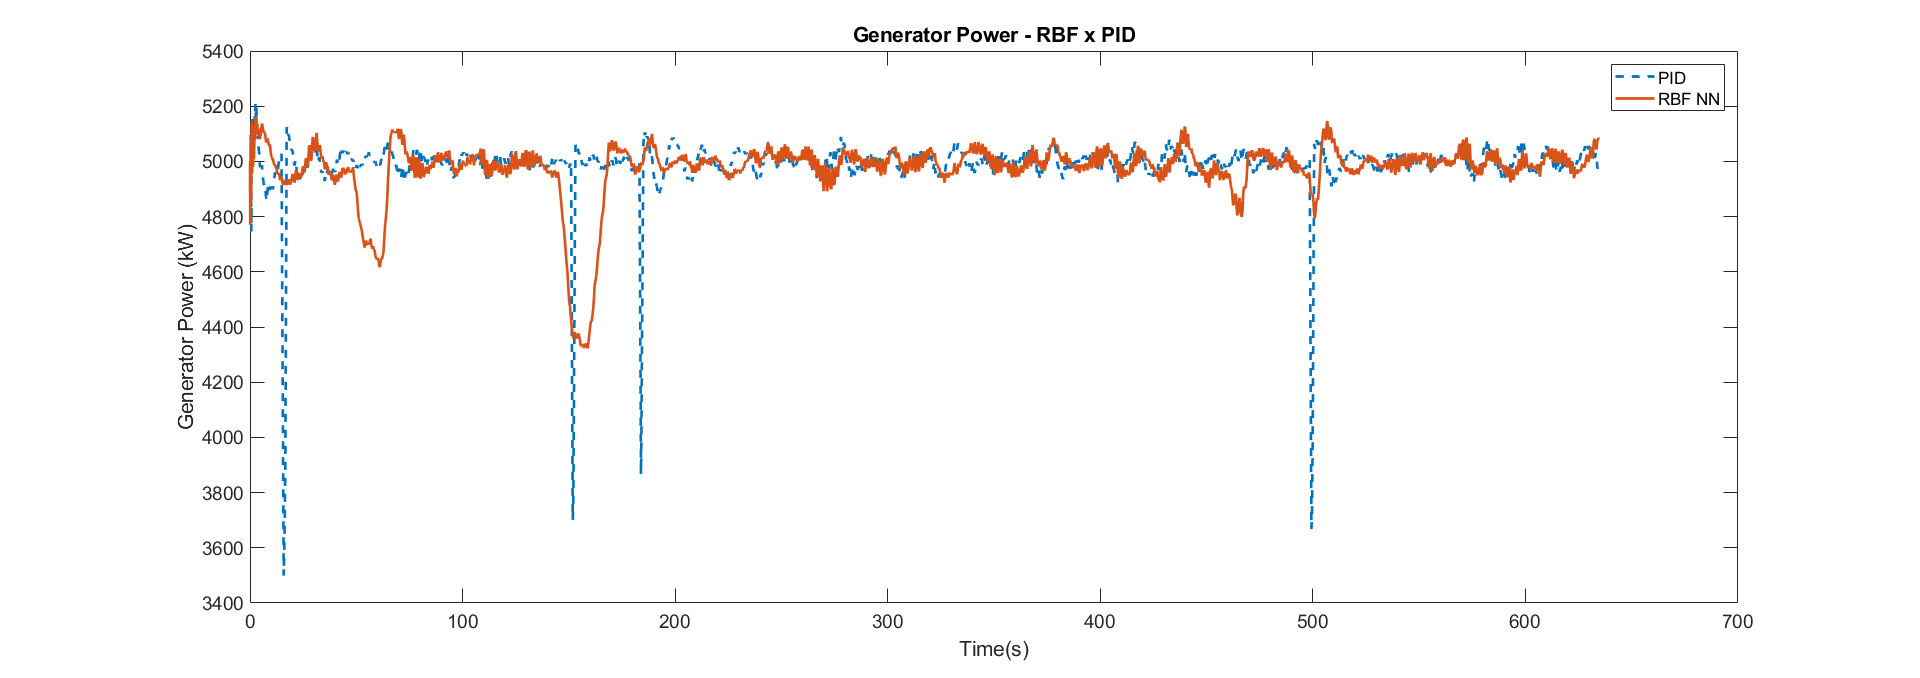 Generator Power - RBF x PID
5400
5200
5000
4800
4600
4400
4200
4000
3800
3600
3400
Generator Power (kW)
PID
RBF NN
0 100 200 300 400 500 600 700
Time(s)